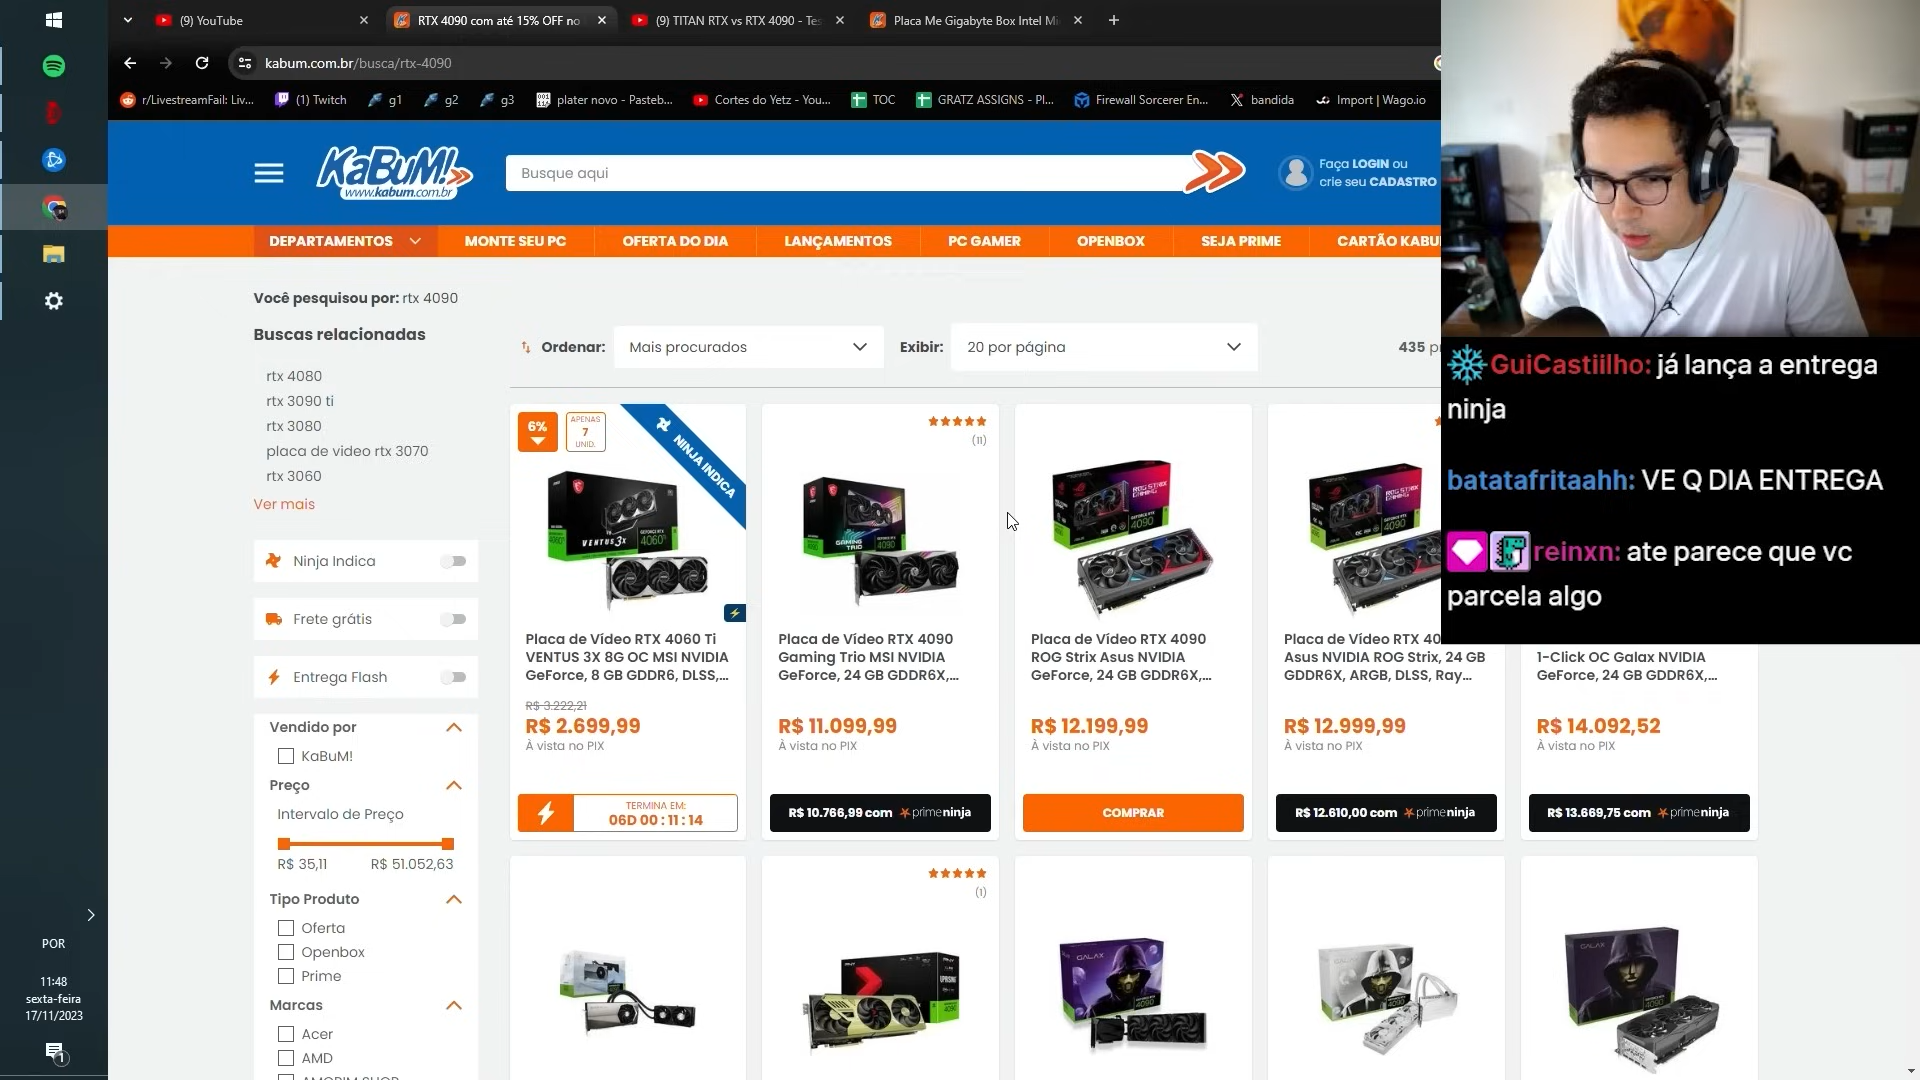 (9) YouTube
RTX 4090 com até 15% OFF no
(9) TITAN RTX vs RTX 4090 - Tes
Placa Me Gigabyte Box Intel Mi
kabum.com.br/busca/rtx-4090
r/LivestreamFail: Liv...
(1) Twitch
g1
g2
g3
plater novo - Pasteb...
Cortes do Yetz - You...
TOC
GRATZ ASSIGNS - Pl...
Firewall Sorcerer En...
bandida
Import | Wago.io
KaBuM!
www.kabum.com.br
Busque aqui
Faça LOGIN ou
crie seu CADASTRO
DEPARTAMENTOS
MONTE SEU PC
OFERTA DO DIA
LANÇAMENTOS
PC GAMER
OPENBOX
SEJA PRIME
CARTÃO KABU
Você pesquisou por: rtx 4090
Buscas relacionadas
rtx 4080
rtx 3090 ti
rtx 3080
placa de video rtx 3070
rtx 3060
Ver mais
Ninja Indica
Frete grátis
Entrega Flash
Vendido por
KaBuM!
Preço
Intervalo de Preço
R$ 35,11 R$ 51.052,63
Tipo Produto
Oferta
Openbox
Prime
Marcas
Acer
AMD
Ordenar: Mais procurados
Exibir: 20 por página
435 pr
6%
APENAS
7
UNID.
NINJA INDICA
VENTUS 3X
Placa de Vídeo RTX 4060 Ti
VENTUS 3X 8G OC MSI NVIDIA
GeForce, 8 GB GDDR6, DLSS,...
R$ 3.222,21
R$ 2.699,99
À vista no PIX
TERMINA EM:
06D 00 : 11 : 14
(11)
GAMING
TRIO
Placa de Vídeo RTX 4090
Gaming Trio MSI NVIDIA
GeForce, 24 GB GDDR6X,...
R$ 11.099,99
À vista no PIX
R$ 10.766,99 com primeninja
Placa de Vídeo RTX 4090
ROG Strix Asus NVIDIA
GeForce, 24 GB GDDR6X,...
R$ 12.199,99
À vista no PIX
COMPRAR
Placa de Vídeo RTX 40
Asus NVIDIA ROG Strix, 24 GB
GDDR6X, ARGB, DLSS, Ray...
R$ 12.999,99
À vista no PIX
R$ 12.610,00 com primeninja
1-Click OC Galax NVIDIA
GeForce, 24 GB GDDR6X,...
R$ 14.092,52
À vista no PIX
R$ 13.669,75 com primeninja
(1)
GALAX
GALAX
GALAX
GuiCastiilho: já lança a entrega
ninja
batatafritaahh: VE Q DIA ENTREGA
reinxn: ate parece que vc
parcela algo
POR
11:48
sexta-feira
17/11/2023
1